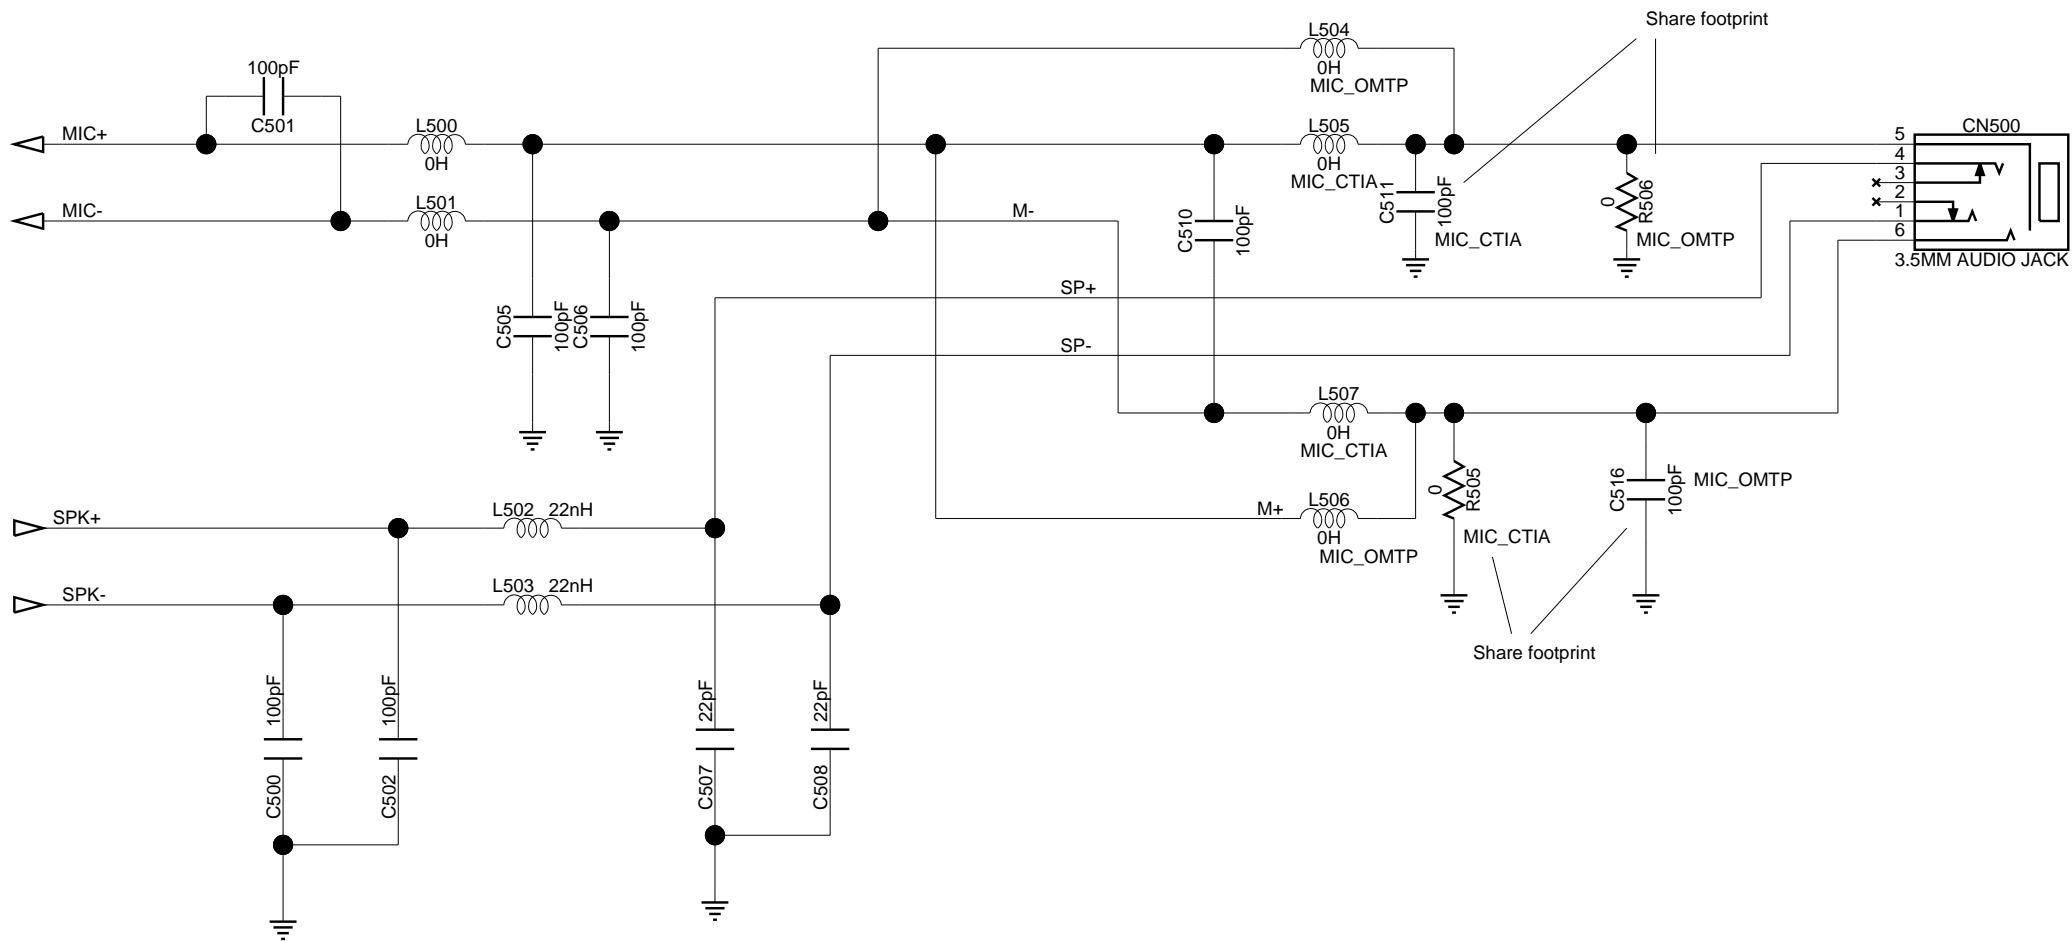 Share footprint
L504
0H
MIC_OMTP
100pF
C501
MIC+
L500
0H
L505
0H
MIC_CTIA
C511
100pF
MIC_CTIA
0
R506
MIC_OMTP
CN500
5
4
3
2
1
6
3.5MM AUDIO JACK
MIC-
L501
0H
M-
C510
100pF
SP+
C505
100pF
C506
100pF
SP-
L507
0H
MIC_CTIA
0
R505
MIC_CTIA
C516
100pF
MIC_OMTP
M+
L506
0H
MIC_OMTP
Share footprint
SPK+
L502 22nH
SPK-
L503 22nH
100pF
C500
100pF
C502
22pF
C507
22pF
C508